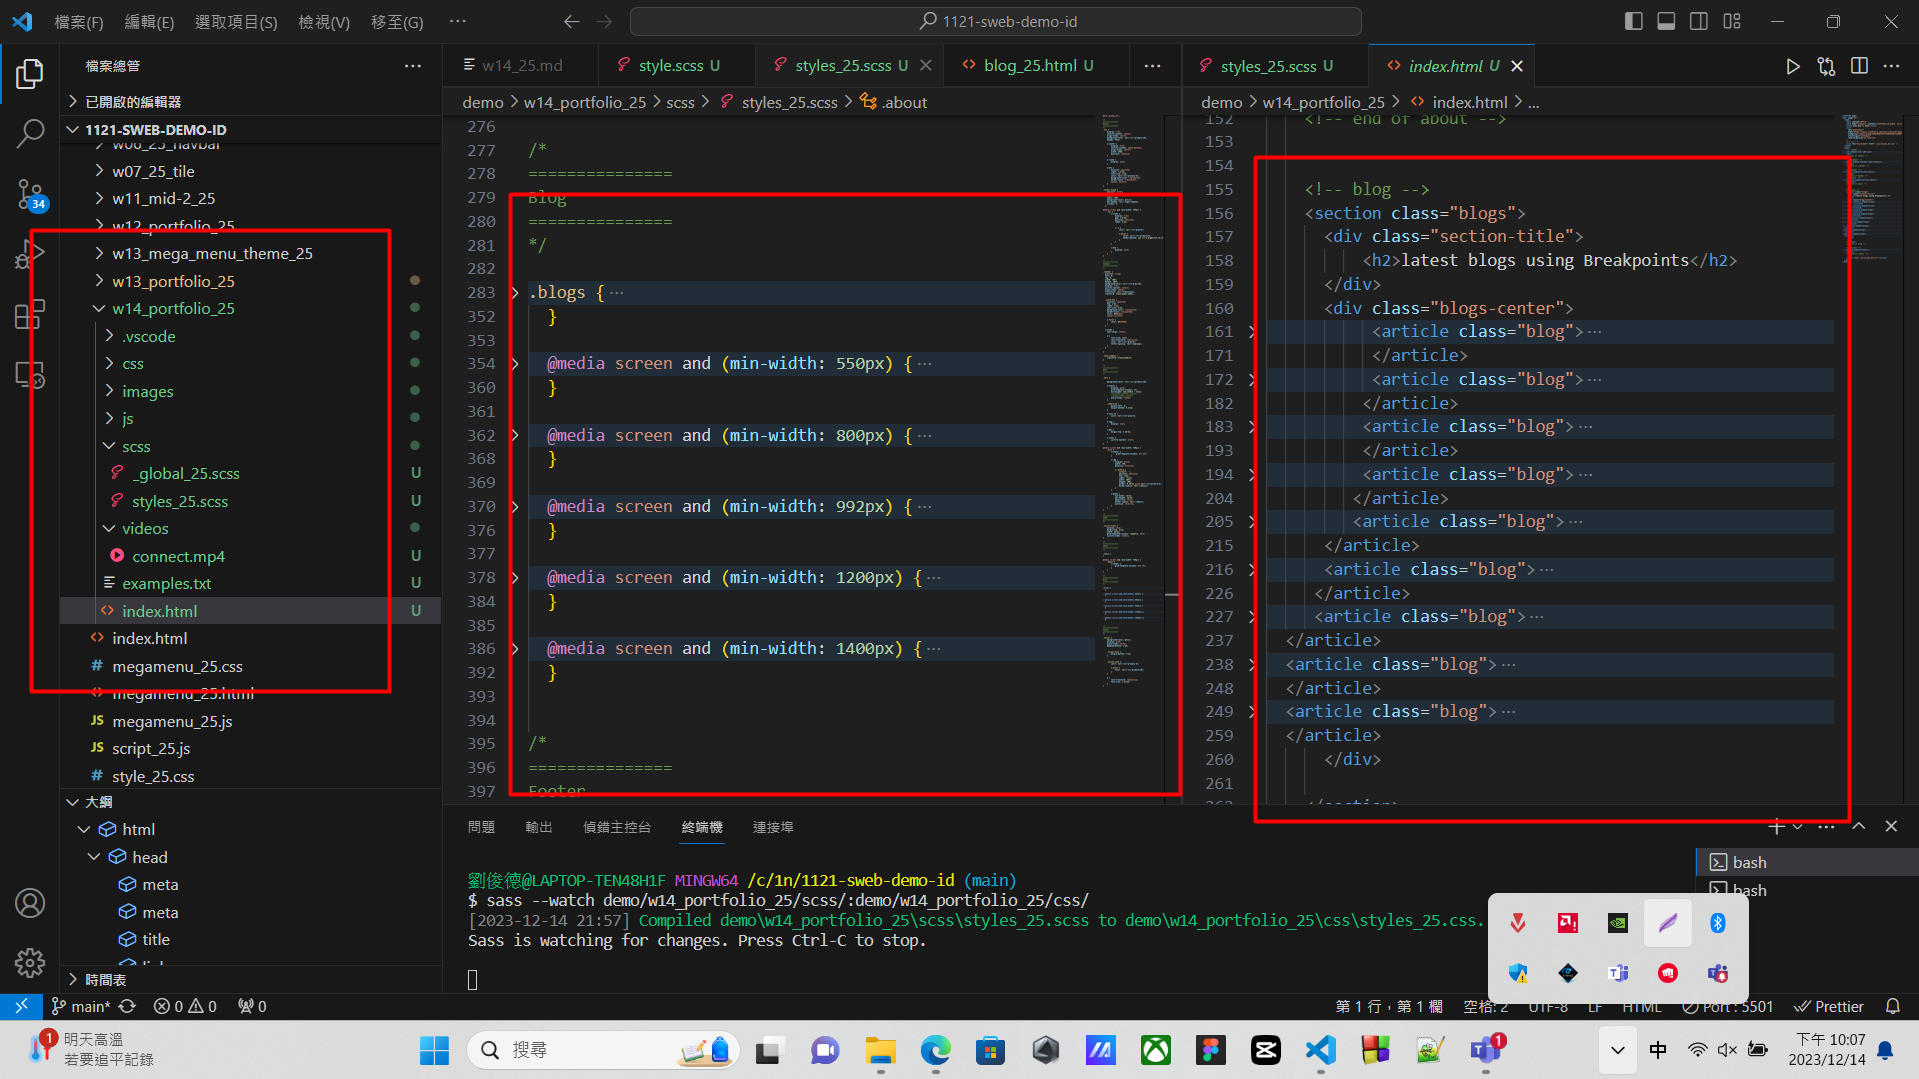 檔案(F) 編輯(E) 選取項目(S) 檢視(V) 移至(G) ⋯
1121-sweb-demo-id
檔案總管
已開啟的編輯器
1121-SWEB-DEMO-ID
w06_25_navbar
w07_25_tile
w11_mid-2_25
w12_portfolio_25
w13_mega_menu_theme_25
w13_portfolio_25
w14_portfolio_25
.vscode
css
images
js
scss
_global_25.scss U
styles_25.scss U
videos
connect.mp4 U
examples.txt U
index.html U
index.html
megamenu_25.css
megamenu_25.html
megamenu_25.js
script_25.js
style_25.css
大綱
html
head
meta
meta
title
時間表
34
w14_25.md style.scss U styles_25.scss U blog_25.html U
demo > w14_portfolio_25 > scss > styles_25.scss > .about
276
277 /*
278 ===============
279 Blog
280 ===============
281 */
282
283 .blogs { ⋯
352 }
353
354 @media screen and (min-width: 550px) { ⋯
360 }
361
362 @media screen and (min-width: 800px) { ⋯
368 }
369
370 @media screen and (min-width: 992px) { ⋯
376 }
377
378 @media screen and (min-width: 1200px) { ⋯
384 }
385
386 @media screen and (min-width: 1400px) { ⋯
392 }
393
394
395 /*
396 ===============
397 Footer
styles_25.scss U index.html U
demo > w14_portfolio_25 > index.html > ...
152 <!-- end of about -->
153
154
155 <!-- blog -->
156 <section class="blogs">
157 <div class="section-title">
158 <h2>latest blogs using Breakpoints</h2>
159 </div>
160 <div class="blogs-center">
161 <article class="blog"> ⋯
171 </article>
172 <article class="blog"> ⋯
182 </article>
183 <article class="blog"> ⋯
193 </article>
194 <article class="blog"> ⋯
204 </article>
205 <article class="blog"> ⋯
215 </article>
216 <article class="blog"> ⋯
226 </article>
227 <article class="blog"> ⋯
237 </article>
238 <article class="blog"> ⋯
248 </article>
249 <article class="blog"> ⋯
259 </article>
260 </div>
261
262 </section>
問題 輸出 偵錯主控台 終端機 連接埠
劉俊德@LAPTOP-TEN48H1F MINGW64 /c/1n/1121-sweb-demo-id (main)
$ sass --watch demo/w14_portfolio_25/scss/:demo/w14_portfolio_25/css/
[2023-12-14 21:57] Compiled demo\w14_portfolio_25\scss\styles_25.scss to demo\w14_portfolio_25\css\styles_25.css.
Sass is watching for changes. Press Ctrl-C to stop.
bash
bash
main* 0 0 0
第 1 行，第 1 欄 空格: 2 UTF-8 LF HTML Port : 5501 Prettier
1
明天高溫
若要追平記錄
搜尋
1
中
下午 10:07
2023/12/14